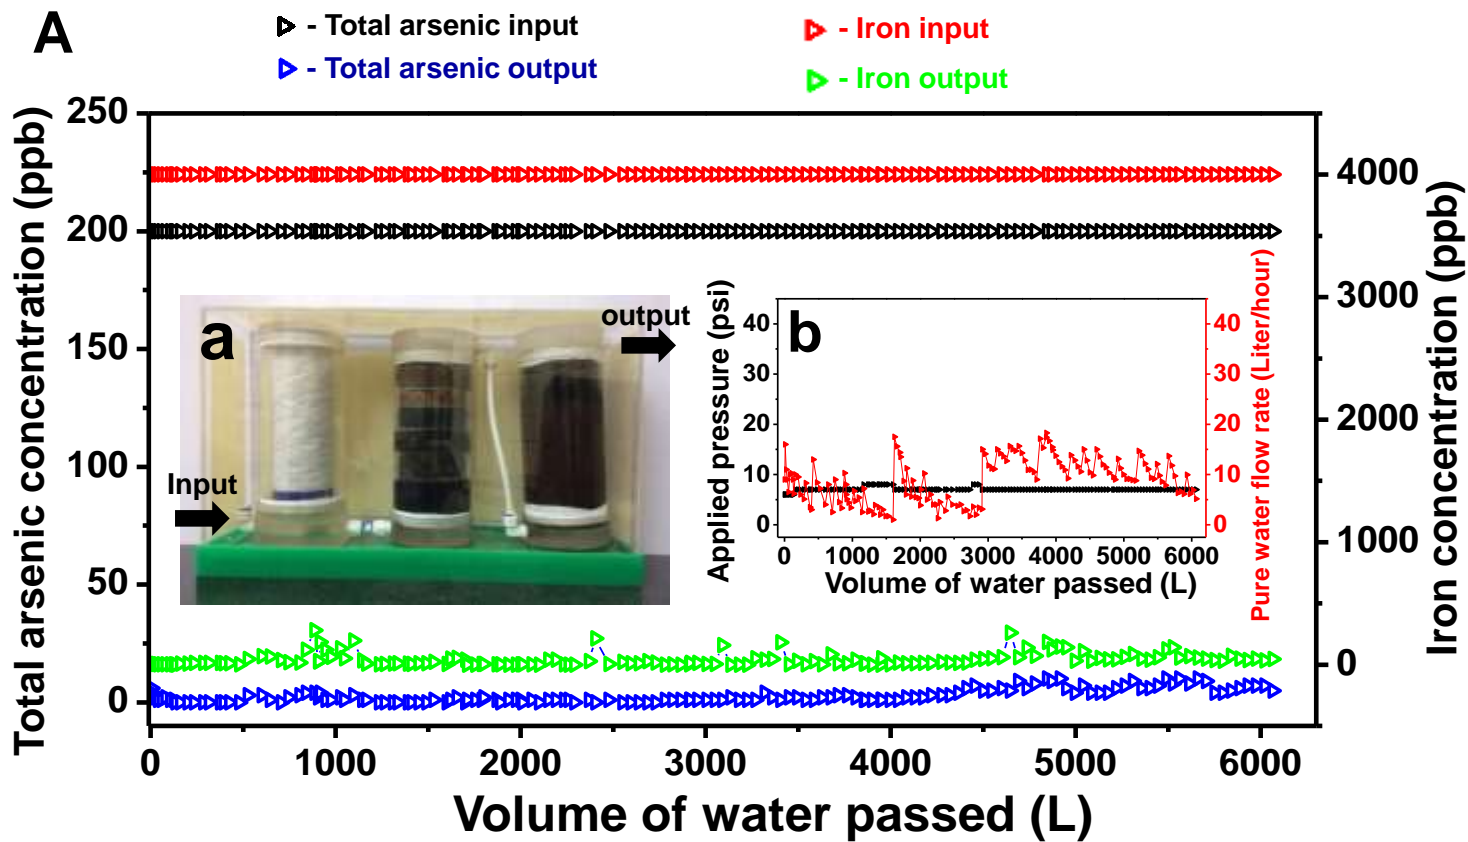 A
- Total arsenic input
- Iron input
- Total arsenic output
- Iron output
Total arsenic concentration (ppb)
250
200
150
100
50
0
0
1000
2000
3000
4000
5000
6000
Volume of water passed (L)
4000
3000
2000
1000
0
Iron concentration (ppb)
a
Input
output
b
Applied pressure (psi)
40
30
20
10
0
0
1000
2000
3000
4000
5000
6000
Volume of water passed (L)
40
30
20
10
0
Pure water flow rate (Liter/hour)